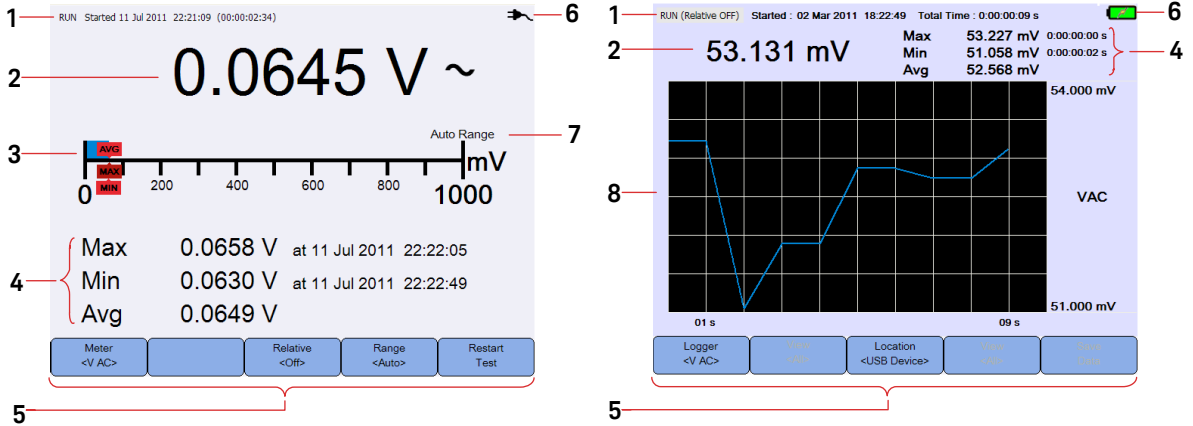 1
RUN Started 11 Jul 2011 22:21:09 (00:00:02:34)
6
2
0.0645 V ~
7
Auto Range
3
AVG
MAX
MIN
mV
0
200
400
600
800
1000
4
Max 0.0658 V at 11 Jul 2011 22:22:05
Min 0.0630 V at 11 Jul 2011 22:22:49
Avg 0.0649 V
Meter
<V AC>
Relative
<Off>
Range
<Auto>
Restart
Test
5
1
RUN (Relative OFF) Started : 02 Mar 2011 18:22:49 Total Time : 0:00:00:09 s
6
2
53.131 mV
Max 53.227 mV 0:00:00:00 s
Min 51.058 mV 0:00:00:02 s
Avg 52.568 mV
4
54.000 mV
8
VAC
51.000 mV
01 s
09 s
Logger
<V AC>
Location
<USB Device>
Save
5